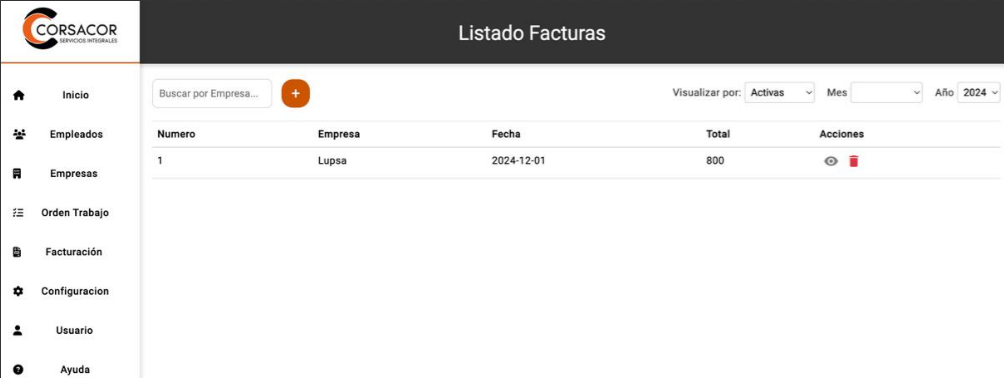 CORSACOR
SERVICIOS INTEGRALES
Listado Facturas
Inicio
Empleados
Empresas
Orden Trabajo
Facturación
Configuracion
Usuario
Ayuda
Buscar por Empresa...
+
Visualizar por: Activas Mes Año 2024
Numero Empresa Fecha Total Acciones
1 Lupsa 2024-12-01 800